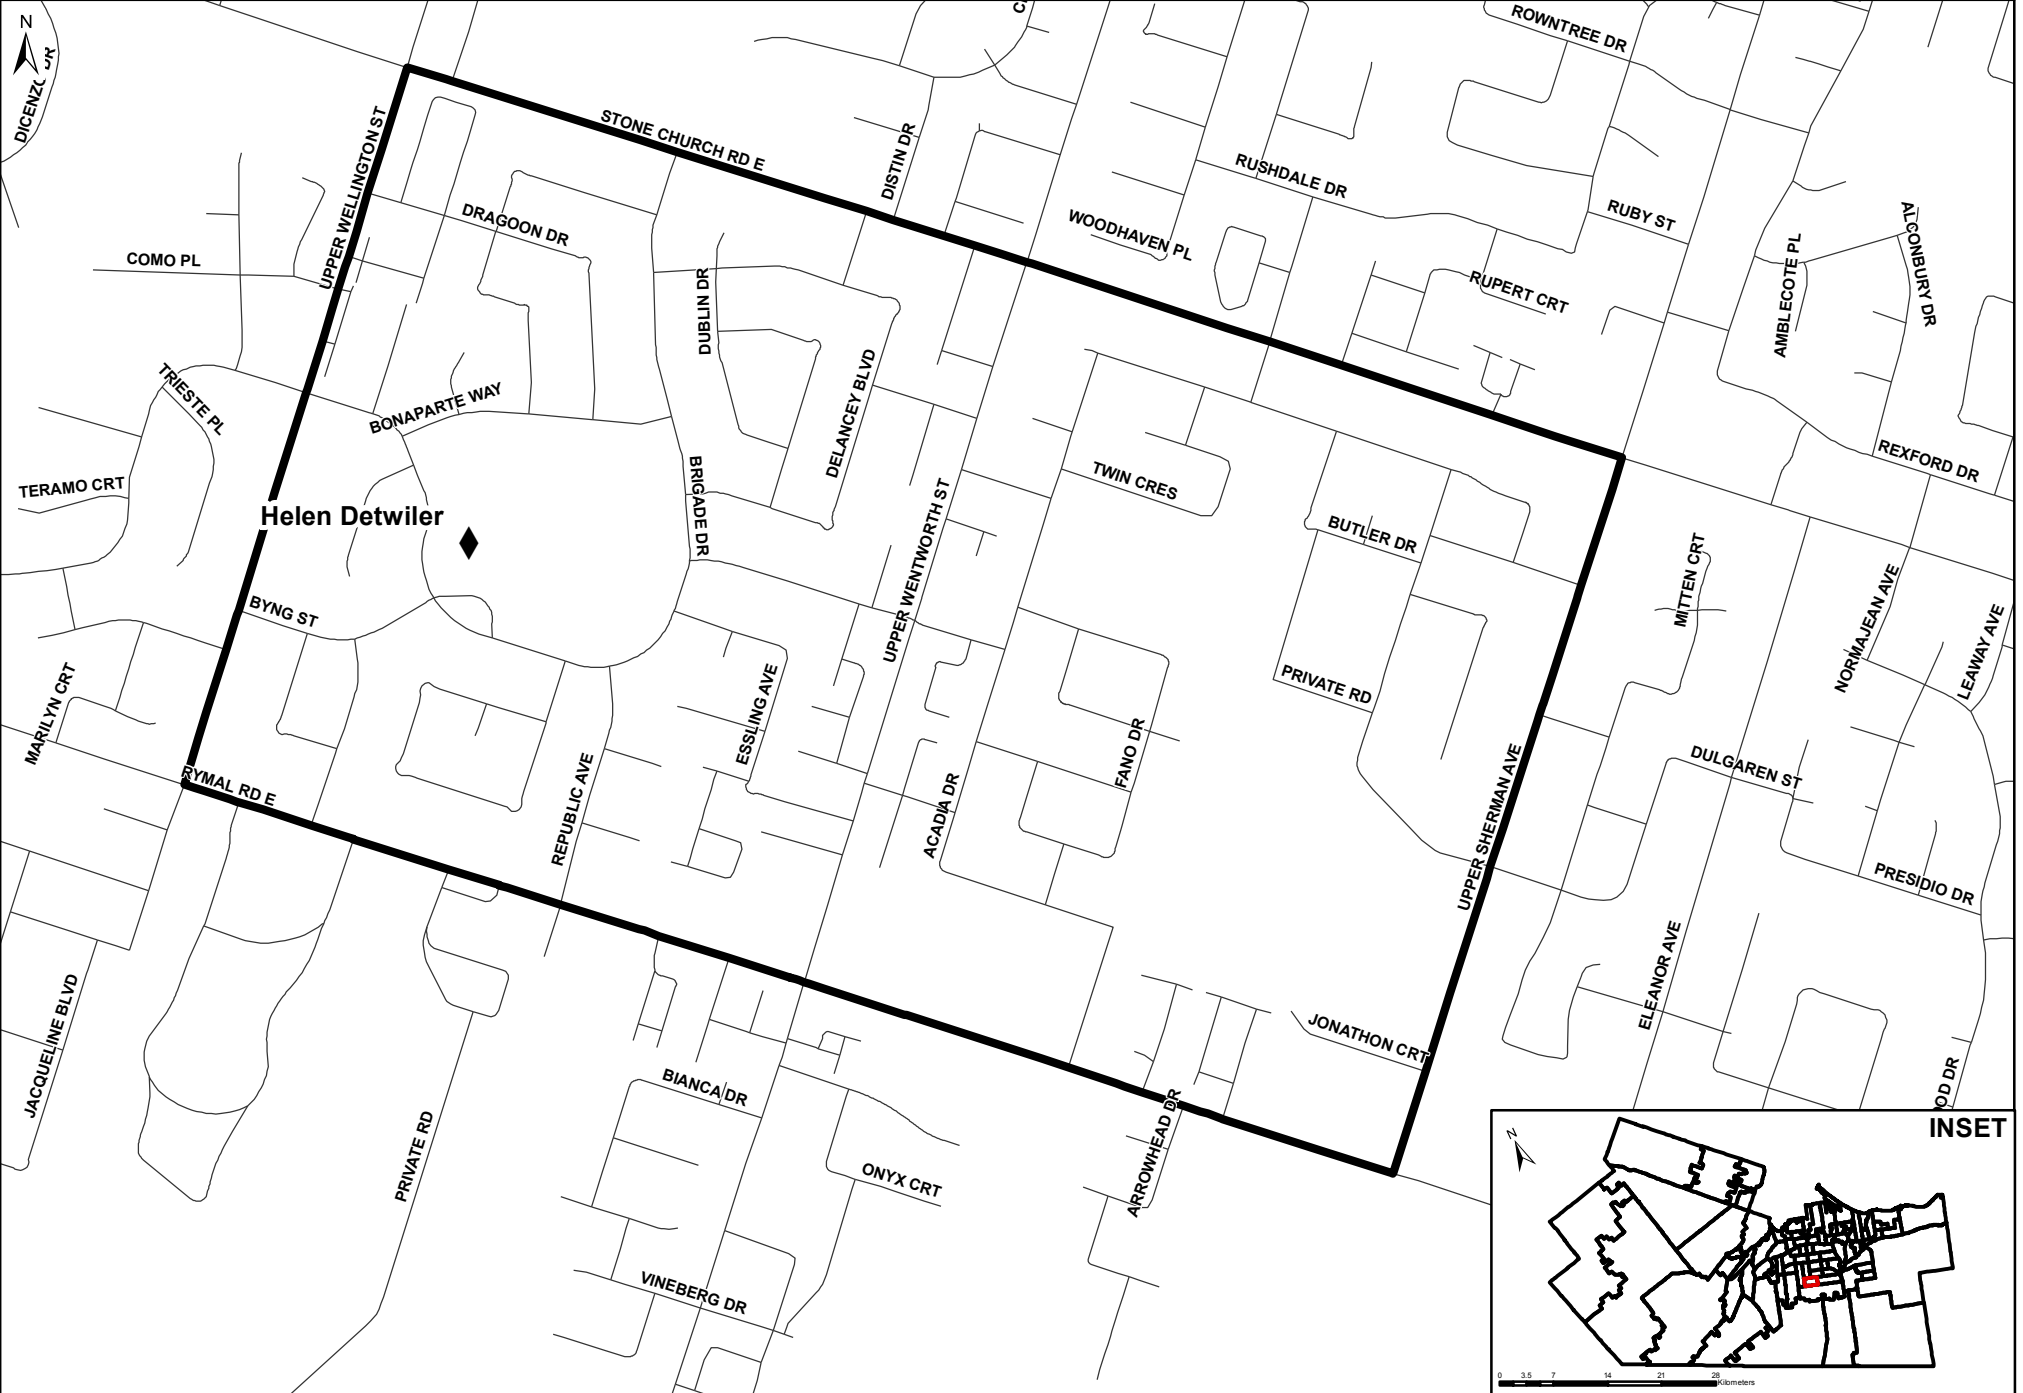 N
DICENZO DR
ROWNTREE DR
UPPER WELLINGTON ST
STONE CHURCH RD E
DISTIN DR
RUSHDALE DR
WOODHAVEN PL
RUBY ST
ALCONBURY DR
AMBLECOTE PL
RUPERT CRT
DRAGOON DR
COMO PL
DUBLIN DR
TRIESTE PL
BONAPARTE WAY
DELANCEY BLVD
TERAMO CRT
BRIGADE DR
TWIN CRES
REXFORD DR
Helen Detwiler
UPPER WENTWORTH ST
BUTLER DR
MITTEN CRT
NORMAJEAN AVE
LEAWAY AVE
BYNG ST
MARILYN CRT
ESSLING AVE
PRIVATE RD
FANO DR
RYMAL RD E
REPUBLIC AVE
ACADIA DR
UPPER SHERMAN AVE
DULGAREN ST
PRESIDIO DR
ELEANOR AVE
JACQUELINE BLVD
JONATHON CRT
BIANCA DR
ARROWHEAD DR
OOD DR
PRIVATE RD
ONYX CRT
VINEBERG DR
INSET
N
0 3.5 7 14 21 28
Kilometers